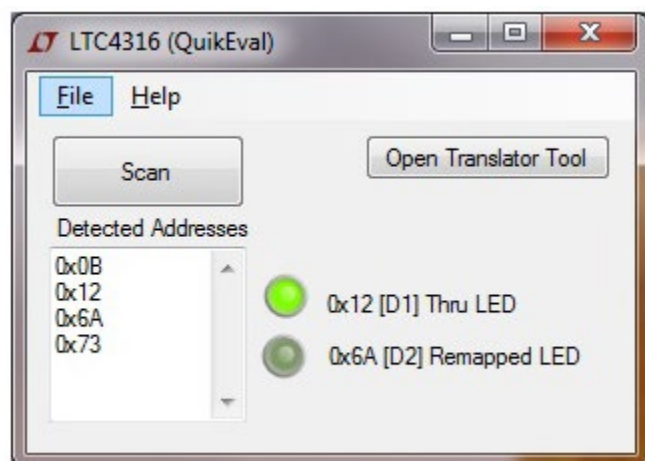 LTC4316 (QuikEval)
File Help
Scan
Open Translator Tool
Detected Addresses
0x0B
0x12
0x6A
0x73
0x12 [D1] Thru LED
0x6A [D2] Remapped LED